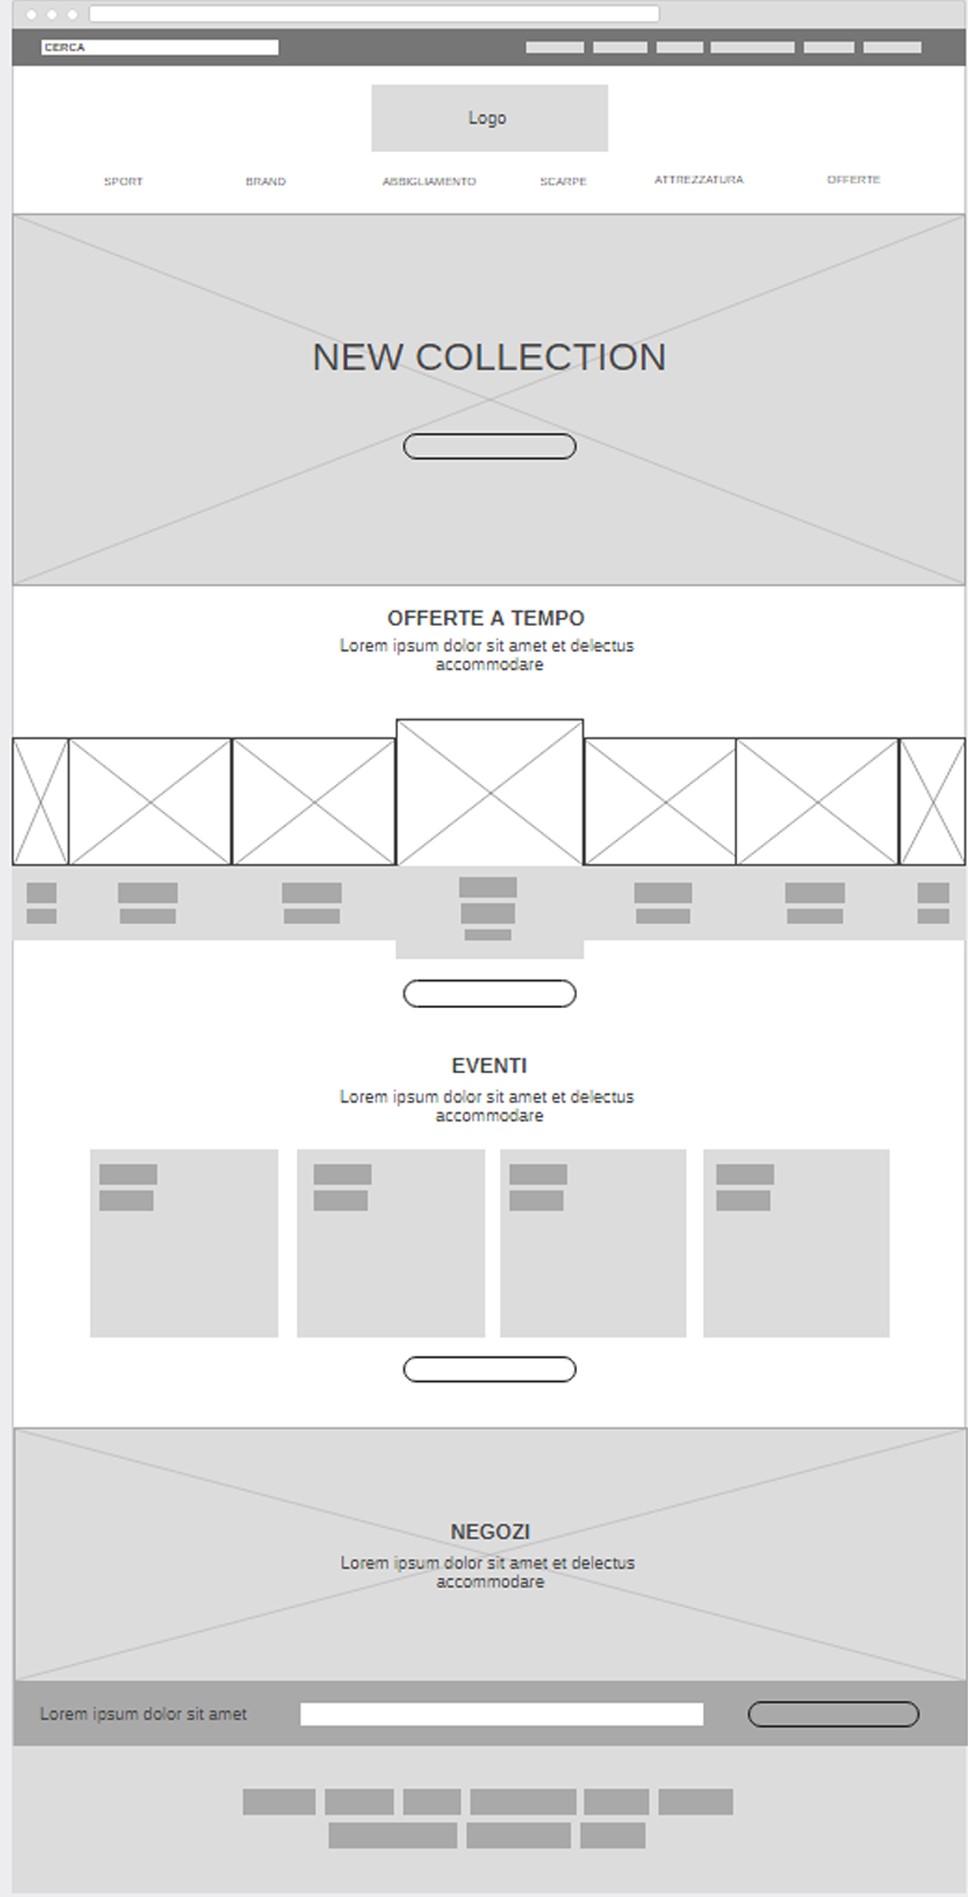 CERCA
Logo
SPORT BRAND ABBIGLIAMENTO SCARPE ATTREZZATURA OFFERTE
NEW COLLECTION
OFFERTE A TEMPO
Lorem ipsum dolor sit amet et delectus
accommodare
EVENTI
Lorem ipsum dolor sit amet et delectus
accommodare
NEGOZI
Lorem ipsum dolor sit amet et delectus
accommodare
Lorem ipsum dolor sit amet